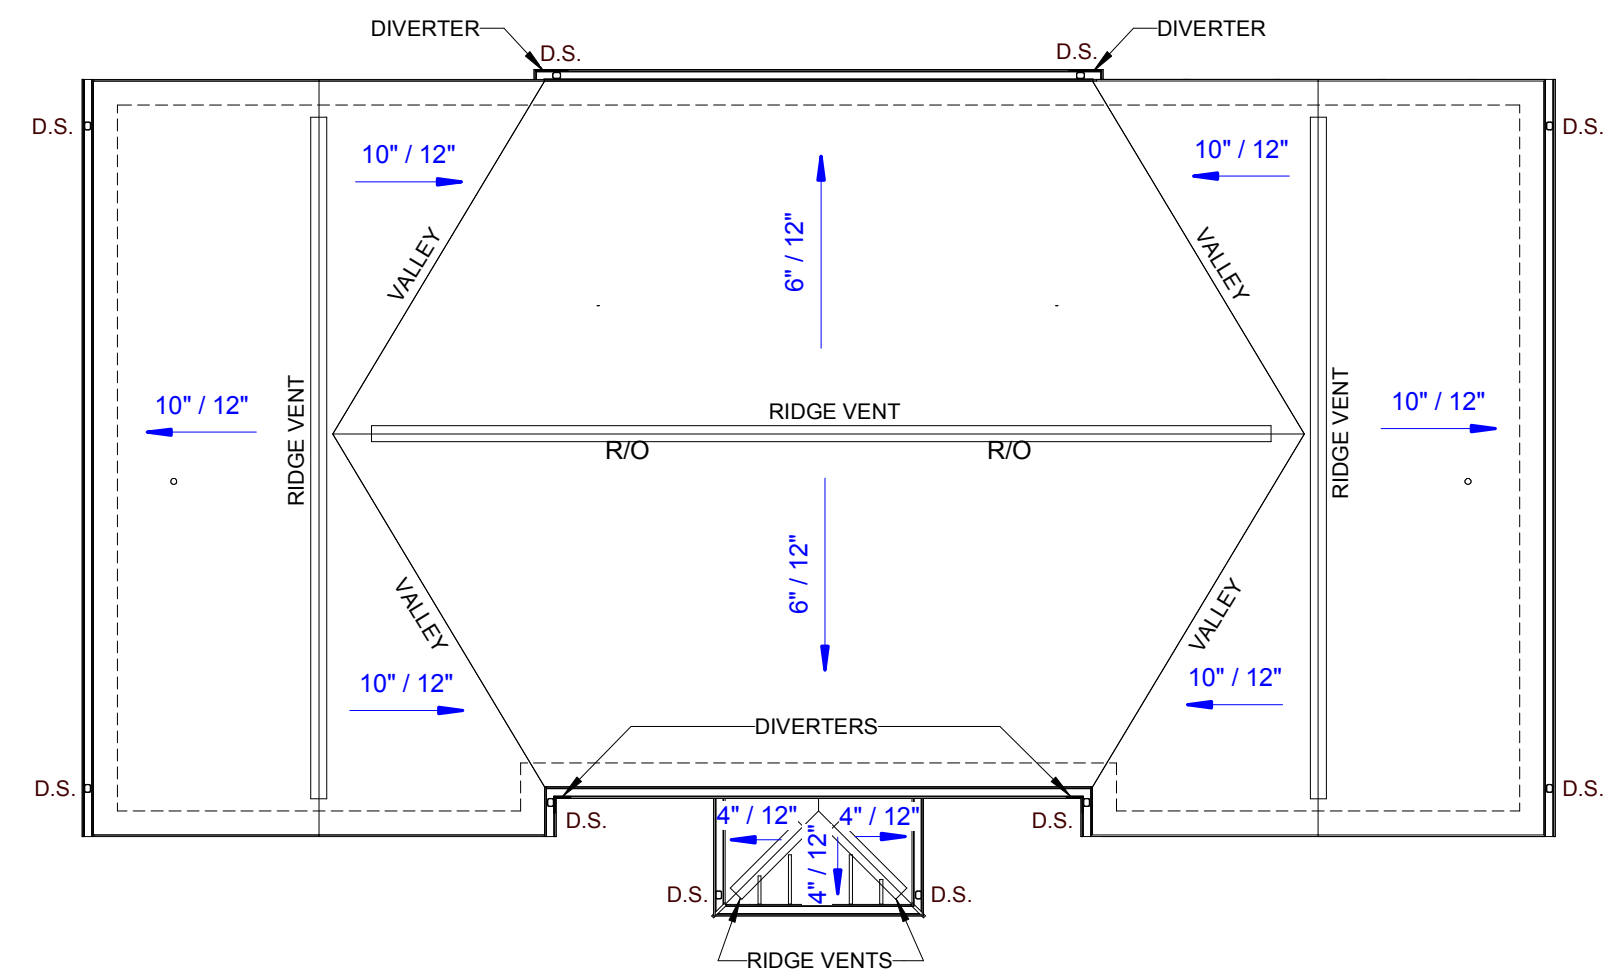 DIVERTER
DIVERTER
D.S.
D.S.
D.S.
D.S.
10" / 12"
10" / 12"
VALLEY
6" / 12"
VALLEY
10" / 12"
RIDGE VENT
RIDGE VENT
R/O
R/O
RIDGE VENT
10" / 12"
VALLEY
6" / 12"
VALLEY
10" / 12"
10" / 12"
DIVERTERS
D.S.
D.S.
D.S.
4" / 12"
4" / 12"
D.S.
4" / 12"
D.S.
D.S.
RIDGE VENTS